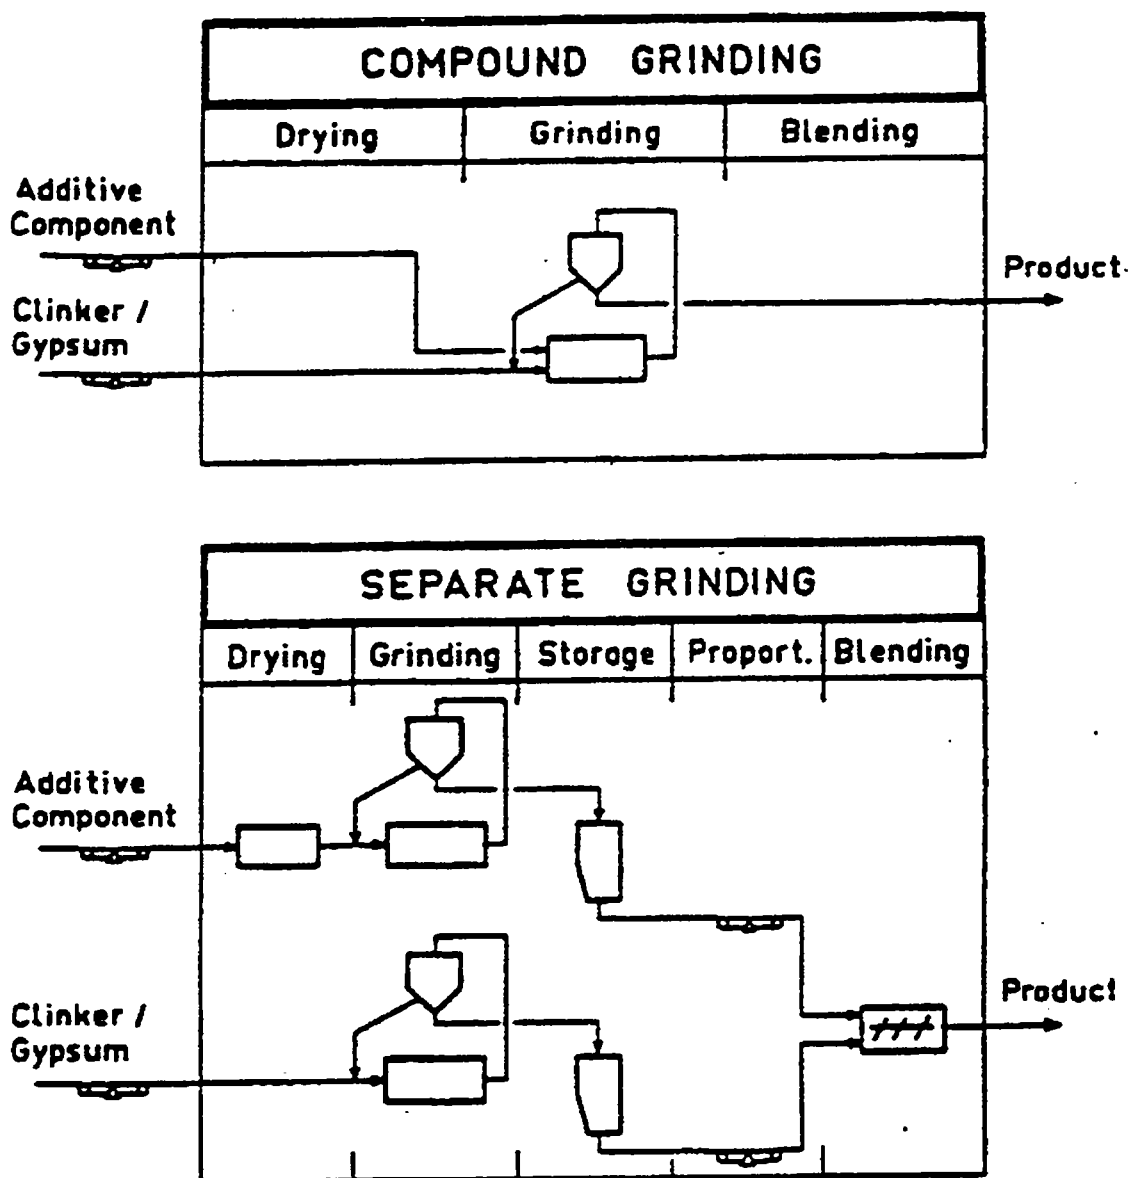 COMPOUND GRINDING
Drying Grinding Blending
Additive
Component
Clinker /
Gypsum
Product
SEPARATE GRINDING
Drying Grinding Storage Proport. Blending
Additive
Component
Clinker /
Gypsum
Product